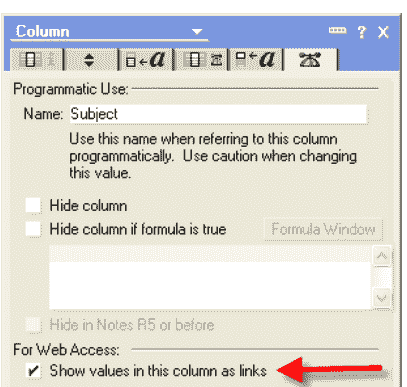 Column
? X
i a a
Programmatic Use:
Name: Subject
Use this name when referring to this column
programmatically. Use caution when changing
this value.
Hide column
Hide column if formula is true Formula Window
Hide in Notes R5 or before
For Web Access:
Show values in this column as links